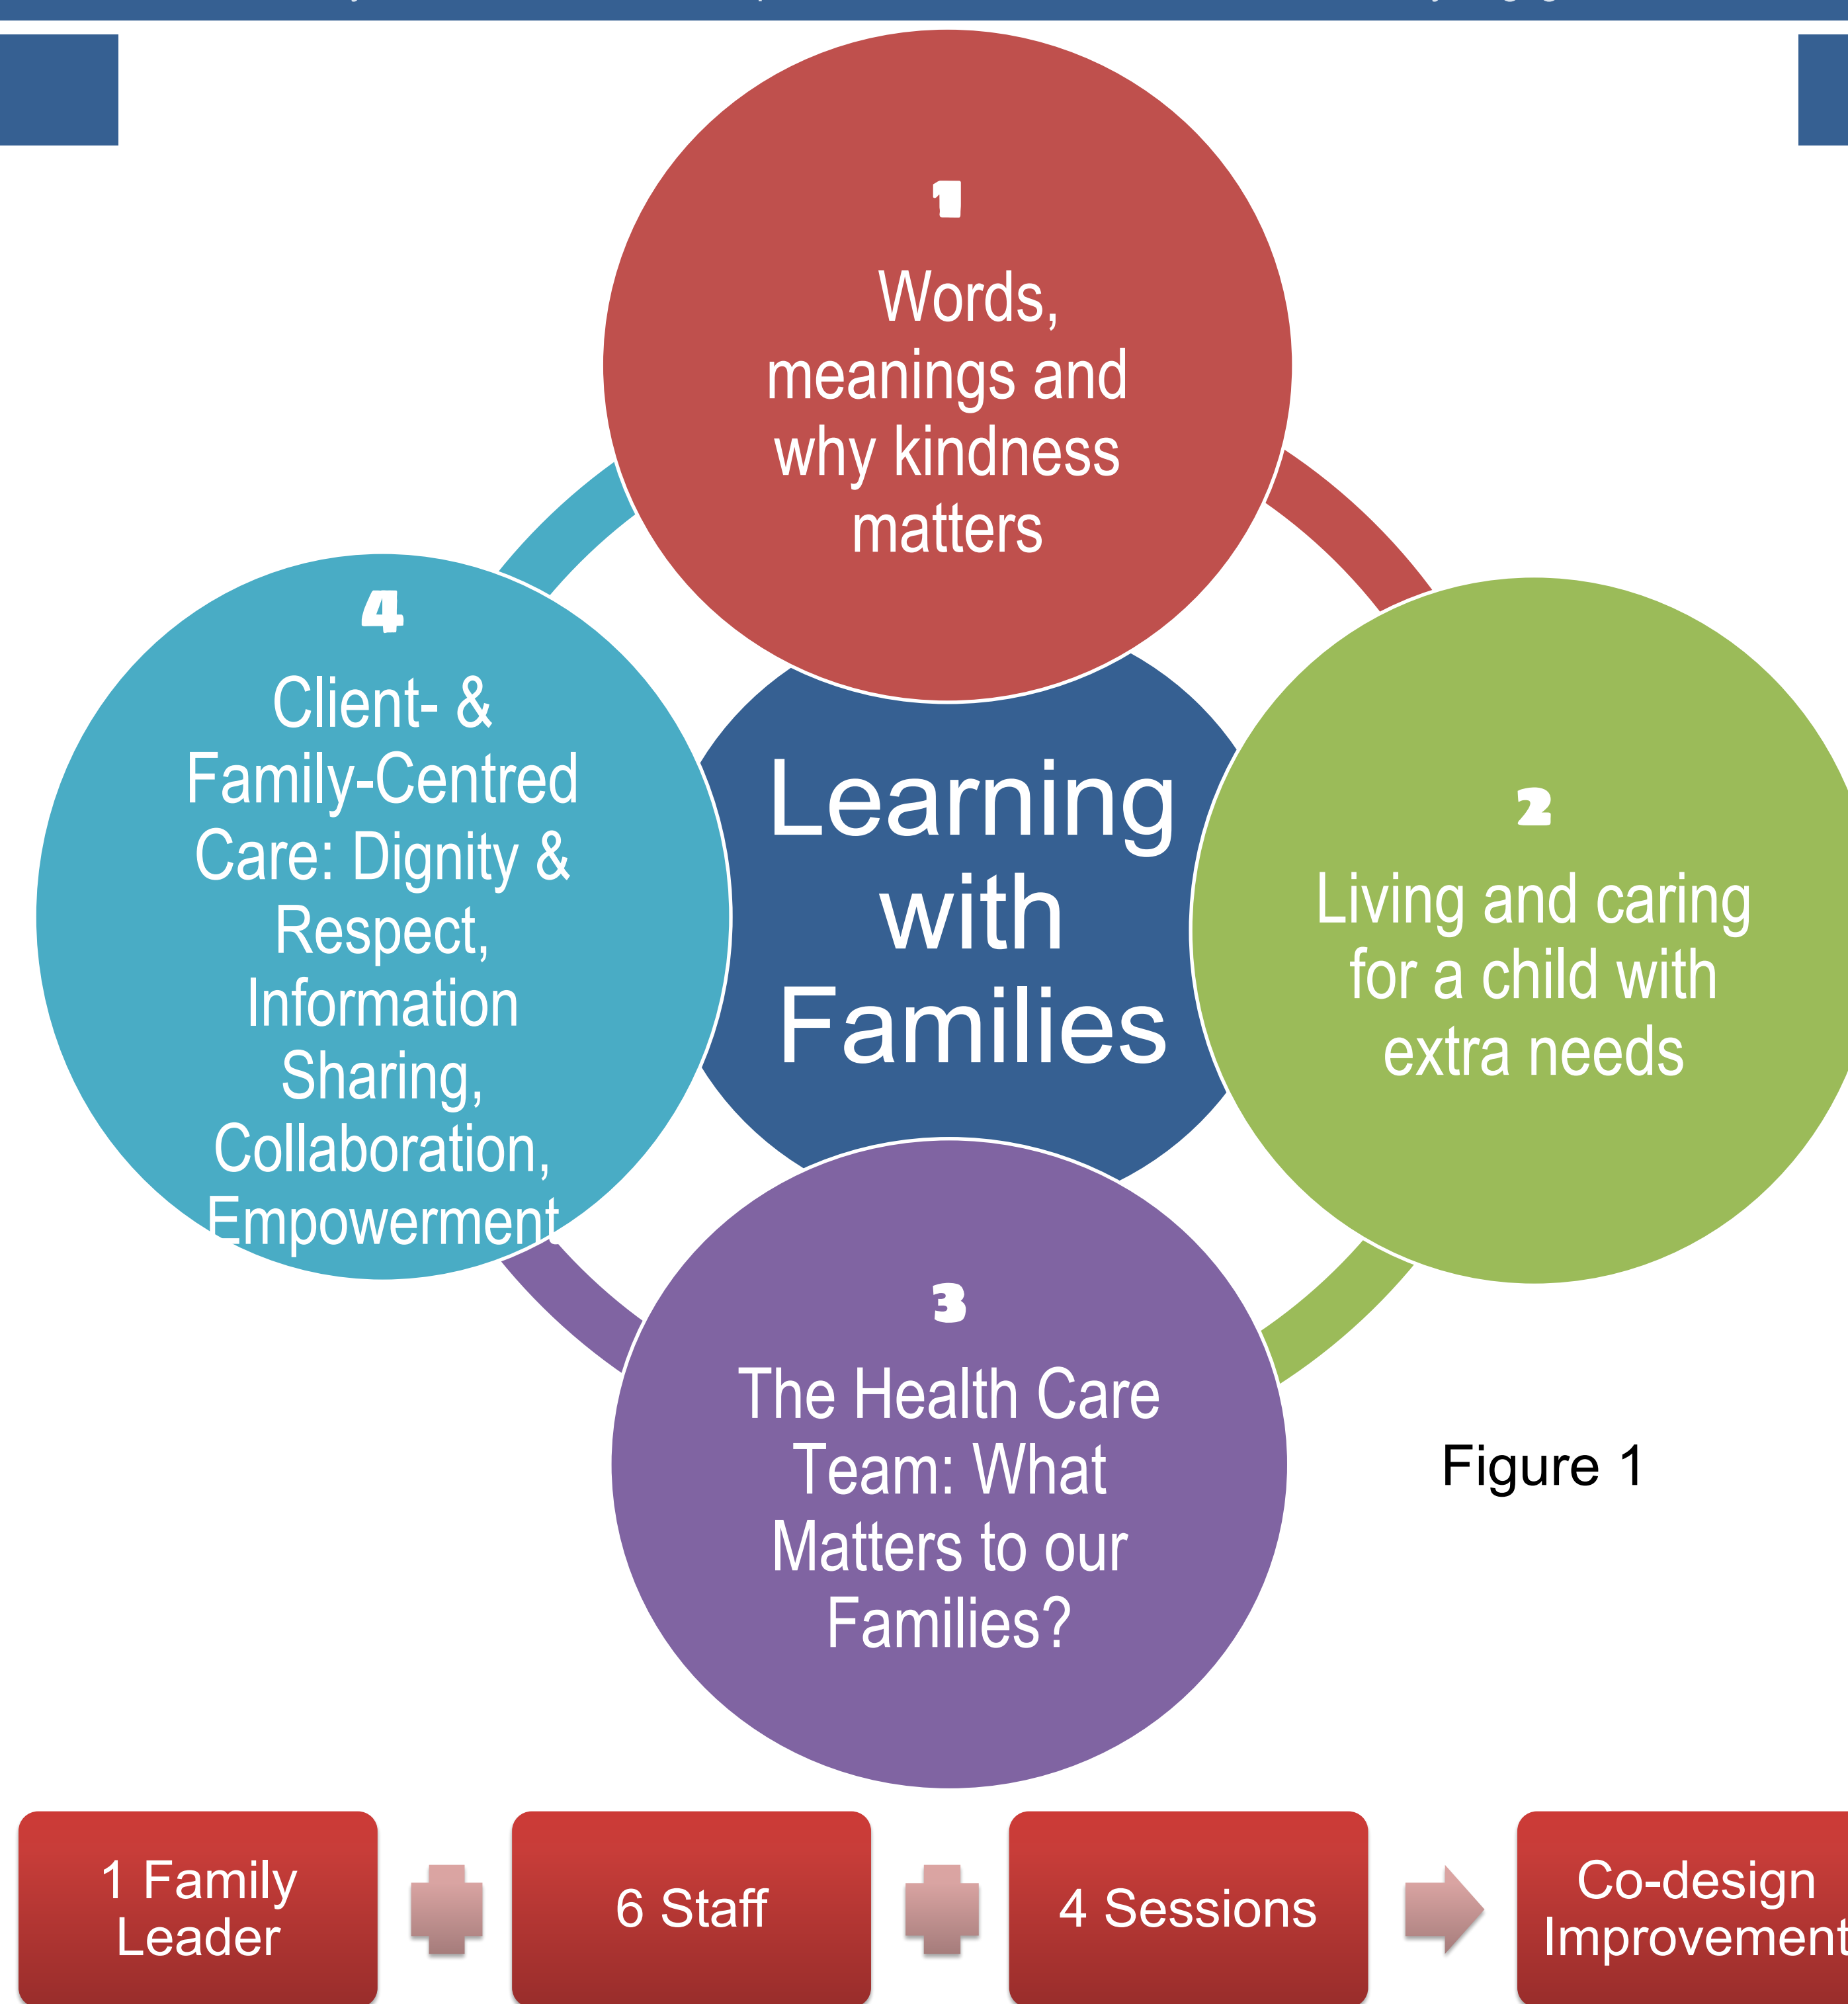 1
Words,
meanings and
why kindness
matters
4
Client- &
Family-Centred
Care: Dignity &
Respect,
Information
Sharing,
Collaboration,
Empowerment
Learning
with
Families
2
Living and caring
for a child with
extra needs
3
The Health Care
Team: What
Matters to our
Families?
Figure 1
1 Family
Leader
6 Staff
4 Sessions
Co-design
Improvement